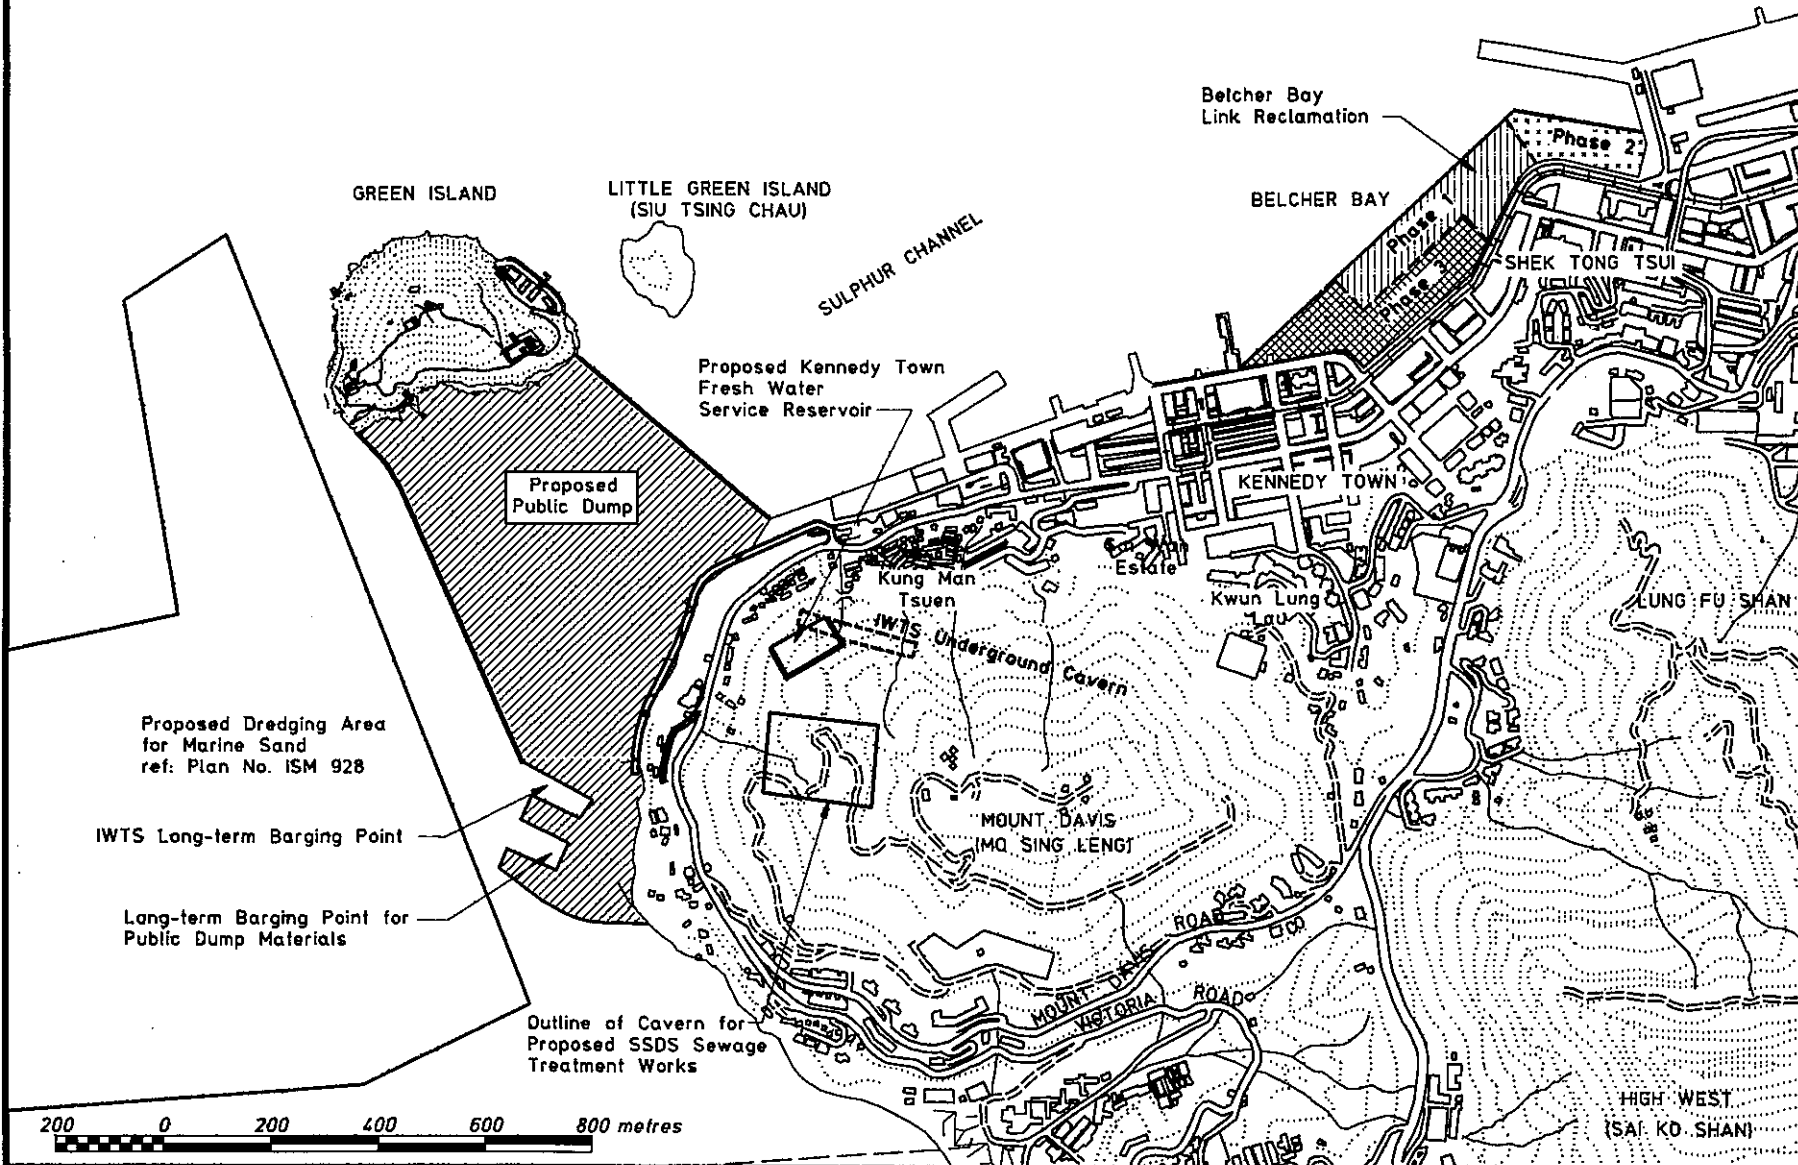 Belcher Bay
Link Reclamation
Phase 2
GREEN ISLAND
LITTLE GREEN ISLAND
(SIU TSING CHAU)
BELCHER BAY
Phase 1
SULPHUR CHANNEL
SHEK TONG TSUI
Phase 3
Proposed Kennedy Town
Fresh Water
Service Reservoir
Proposed
Public Dump
KENNEDY TOWN
Kung Man
Tsuen
Estate
Kwun Lung
Lau
LUNG FU SHAN
IWTS Underground Cavern
Proposed Dredging Area
for Marine Sand
ref: Plan No. ISM 928
IWTS Long-term Barging Point
MOUNT DAVIS
(MO SING LENG)
Lang-term Barging Point for
Public Dump Materials
MOUNT DAVIS ROAD
VICTORIA ROAD
Outline of Cavern for
Proposed SSDS Sewage
Treatment Works
HIGH WEST
(SAI KO SHAN)
200 0 200 400 600 800 metres